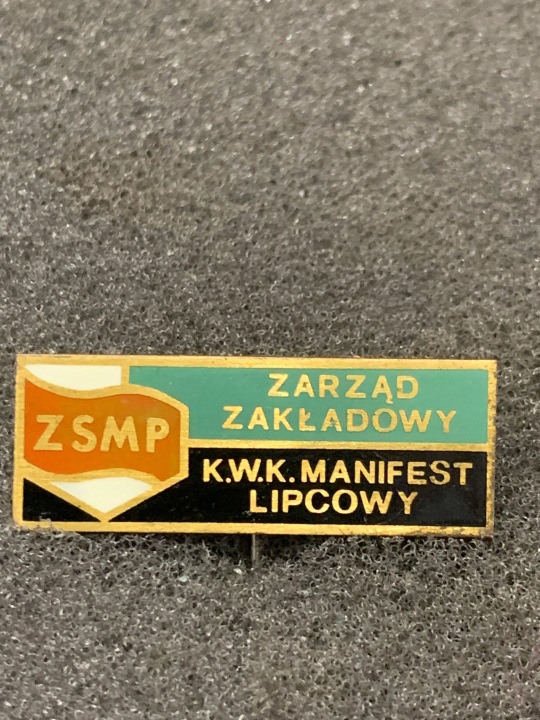 ZSMP
ZARZĄD
ZAKŁADOWY
K.W.K. MANIFEST
LIPCOWY